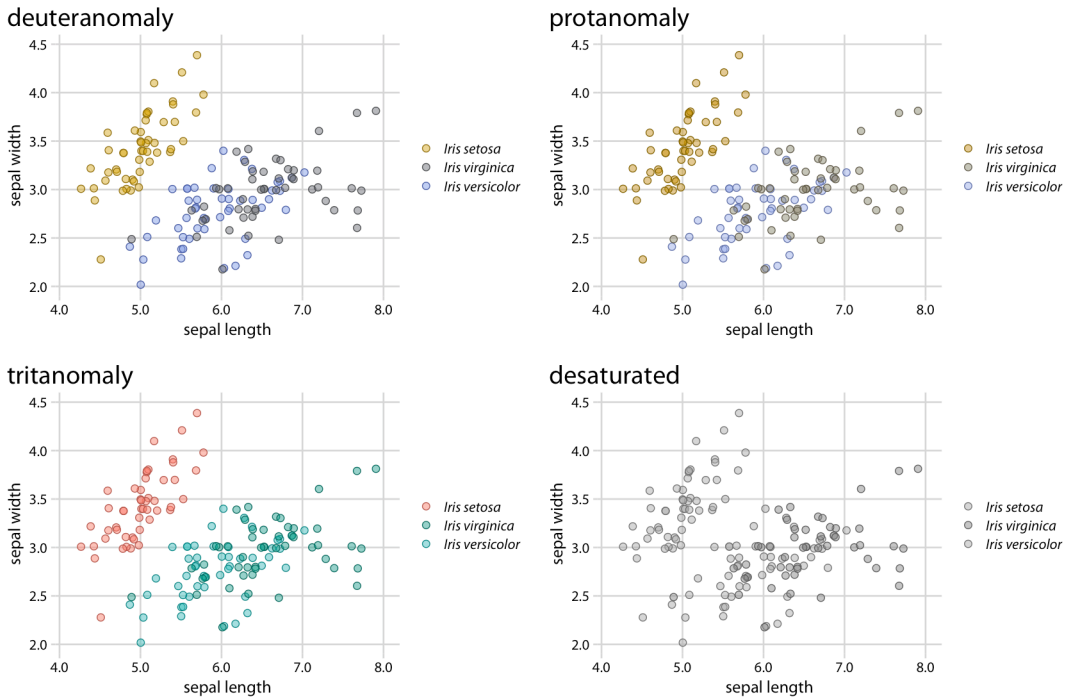 deuteranomaly
4.5
4.0
3.5
3.0
2.5
2.0
sepal width
4.0 5.0 6.0 7.0 8.0
sepal length
Iris setosa
Iris virginica
Iris versicolor
protanomaly
4.5
4.0
3.5
3.0
2.5
2.0
sepal width
4.0 5.0 6.0 7.0 8.0
sepal length
Iris setosa
Iris virginica
Iris versicolor
tritanomaly
4.5
4.0
3.5
3.0
2.5
2.0
sepal width
4.0 5.0 6.0 7.0 8.0
sepal length
Iris setosa
Iris virginica
Iris versicolor
desaturated
4.5
4.0
3.5
3.0
2.5
2.0
sepal width
4.0 5.0 6.0 7.0 8.0
sepal length
Iris setosa
Iris virginica
Iris versicolor